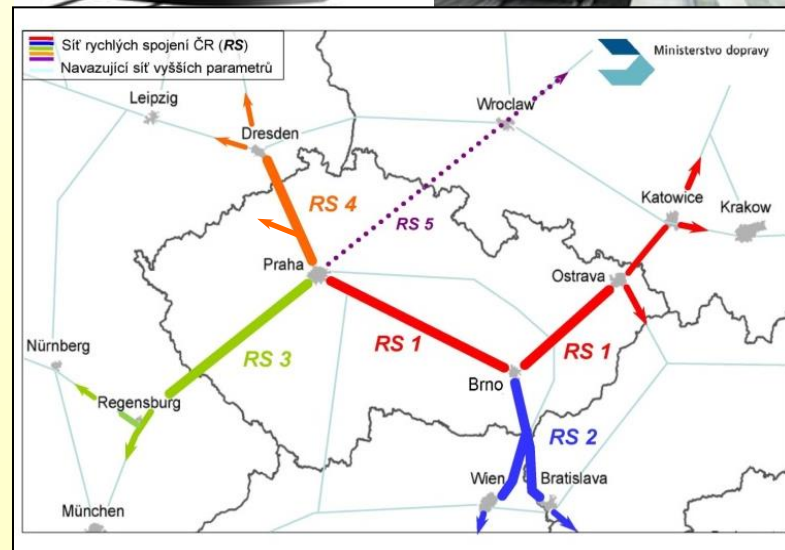 Síť rychlých spojení ČR (RS)
Navazující síť vyšších parametrů
Ministerstvo dopravy
Leipzig
Wroclaw
Dresden
RS 4
Katowice
Krakow
RS 5
Praha
Ostrava
RS 1
RS 1
Nürnberg
RS 3
Brno
Regensburg
RS 2
Wien
Bratislava
München